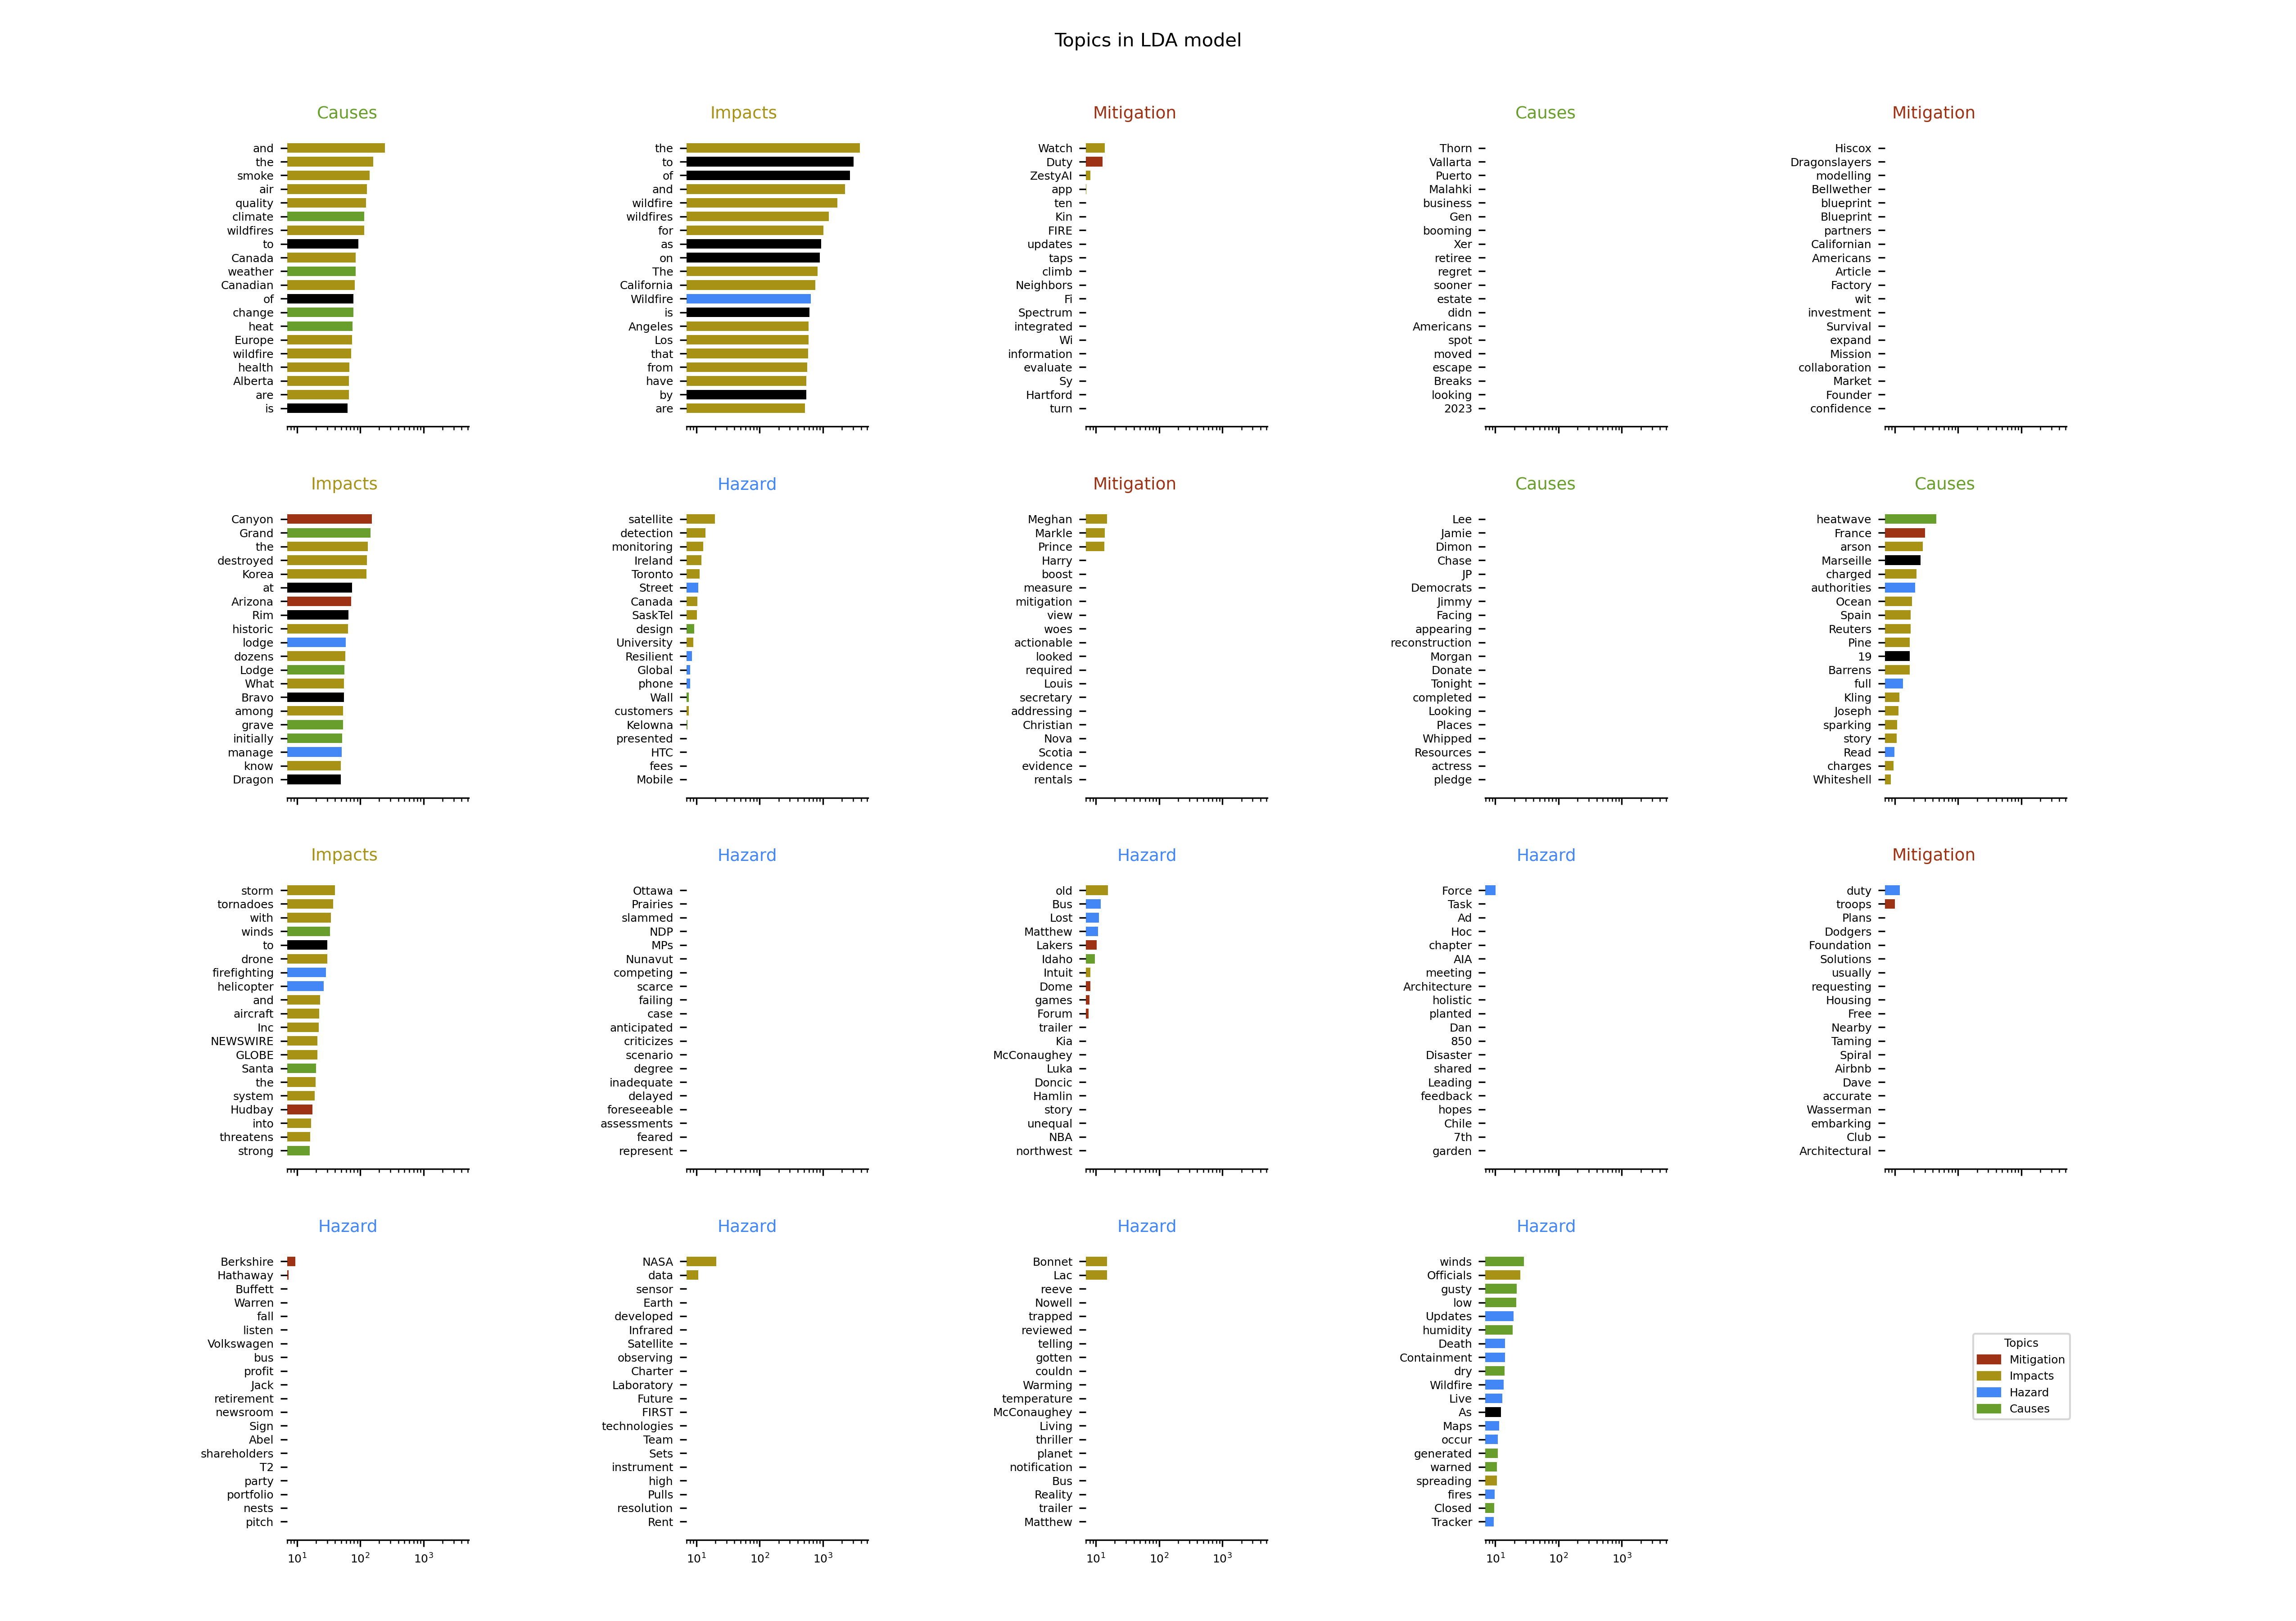 Topics in LDA model
Causes
and
the
smoke
air
quality
climate
wildfires
to
Canada
weather
Canadian
of
change
heat
Europe
wildfire
health
Alberta
are
is
Impacts
the
to
of
and
wildfire
wildfires
for
as
on
The
California
Wildfire
is
Angeles
Los
that
from
have
by
are
Mitigation
Watch
Duty
ZestyAI
app
ten
Kin
FIRE
updates
taps
climb
Neighbors
Fi
Spectrum
integrated
Wi
information
evaluate
Sy
Hartford
turn
Causes
Thorn
Vallarta
Puerto
Malahki
business
Gen
booming
Xer
retiree
regret
sooner
estate
didn
Americans
spot
moved
escape
Breaks
looking
2023
Mitigation
Hiscox
Dragonslayers
modelling
Bellwether
blueprint
Blueprint
partners
Californian
Americans
Article
Factory
wit
investment
Survival
expand
Mission
collaboration
Market
Founder
confidence
Impacts
Canyon
Grand
the
destroyed
Korea
at
Arizona
Rim
historic
lodge
dozens
Lodge
What
Bravo
among
grave
initially
manage
know
Dragon
Hazard
satellite
detection
monitoring
Ireland
Toronto
Street
Canada
SaskTel
design
University
Resilient
Global
phone
Wall
customers
Kelowna
presented
HTC
fees
Mobile
Mitigation
Meghan
Markle
Prince
Harry
boost
measure
mitigation
view
woes
actionable
looked
required
Louis
secretary
addressing
Christian
Nova
Scotia
evidence
rentals
Causes
Lee
Jamie
Dimon
Chase
JP
Democrats
Jimmy
Facing
appearing
reconstruction
Morgan
Donate
Tonight
completed
Looking
Places
Whipped
Resources
actress
pledge
Causes
heatwave
France
arson
Marseille
charged
authorities
Ocean
Spain
Reuters
Pine
19
Barrens
full
Kling
Joseph
sparking
story
Read
charges
Whiteshell
Impacts
storm
tornadoes
with
winds
to
drone
firefighting
helicopter
and
aircraft
Inc
NEWSWIRE
GLOBE
Santa
the
system
Hudbay
into
threatens
strong
Hazard
Ottawa
Prairies
slammed
NDP
MPs
Nunavut
competing
scarce
failing
case
anticipated
criticizes
scenario
degree
inadequate
delayed
foreseeable
assessments
feared
represent
Hazard
old
Bus
Lost
Matthew
Lakers
Idaho
Intuit
Dome
games
Forum
trailer
Kia
McConaughey
Luka
Doncic
Hamlin
story
unequal
NBA
northwest
Hazard
Force
Task
Ad
Hoc
chapter
AIA
meeting
Architecture
holistic
planted
Dan
850
Disaster
shared
Leading
feedback
hopes
Chile
7th
garden
Mitigation
duty
troops
Plans
Dodgers
Foundation
Solutions
usually
requesting
Housing
Free
Nearby
Taming
Spiral
Airbnb
Dave
accurate
Wasserman
embarking
Club
Architectural
Hazard
Berkshire
Hathaway
Buffett
Warren
fall
listen
Volkswagen
bus
profit
Jack
retirement
newsroom
Sign
Abel
shareholders
T2
party
portfolio
nests
pitch
10¹ 10² 10³
Hazard
NASA
data
sensor
Earth
developed
Infrared
Satellite
observing
Charter
Laboratory
Future
FIRST
technologies
Team
Sets
instrument
high
Pulls
resolution
Rent
10¹ 10² 10³
Hazard
Bonnet
Lac
reeve
Nowell
trapped
reviewed
telling
gotten
couldn
Warming
temperature
McConaughey
Living
thriller
planet
notification
Bus
Reality
trailer
Matthew
10¹ 10² 10³
Hazard
winds
Officials
gusty
low
Updates
humidity
Death
Containment
dry
Wildfire
Live
As
Maps
occur
generated
warned
spreading
fires
Closed
Tracker
10¹ 10² 10³
Topics
Mitigation
Impacts
Hazard
Causes